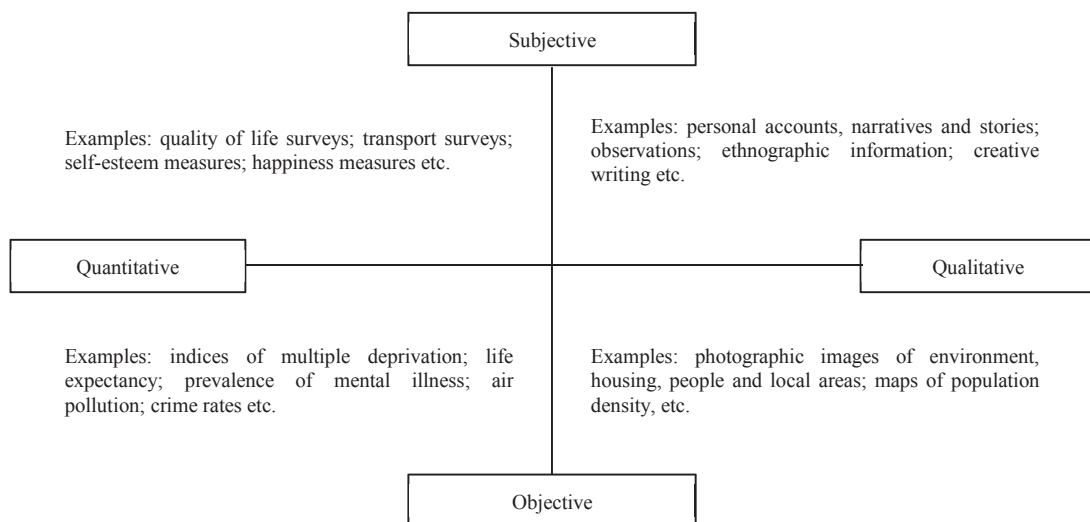 Subjective
Examples: quality of life surveys; transport surveys;
self-esteem measures; happiness measures etc.
Examples: personal accounts, narratives and stories;
observations; ethnographic information; creative
writing etc.
Quantitative
Qualitative
Examples: indices of multiple deprivation; life
expectancy; prevalence of mental illness; air
pollution; crime rates etc.
Examples: photographic images of environment,
housing, people and local areas; maps of population
density, etc.
Objective